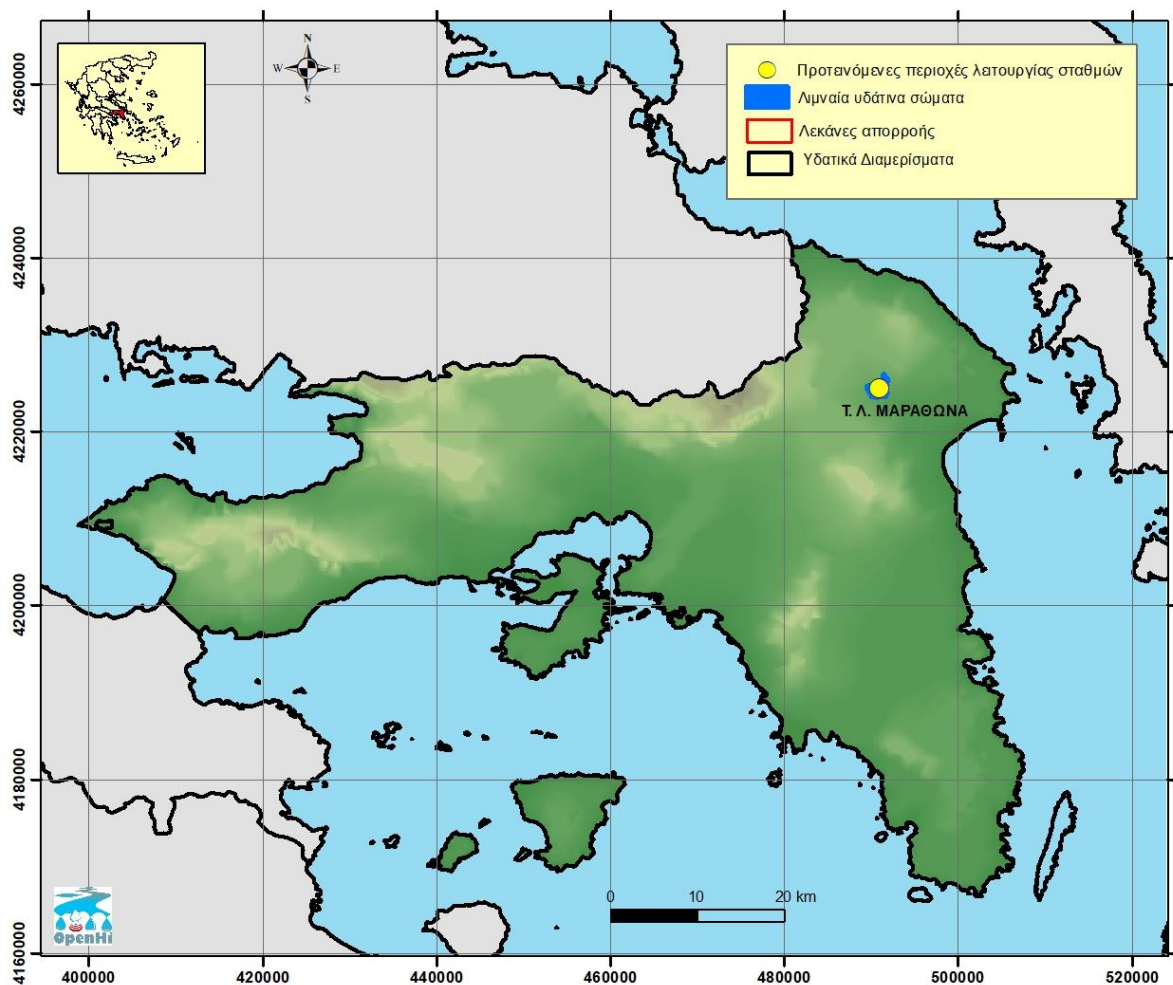 N
W E
S
Προτεινόμενες περιοχές λειτουργίας σταθμών
Λιμναία υδάτινα σώματα
Λεκάνες απορροής
Υδατικά Διαμερίσματα
4260000
4240000
4220000
4200000
4180000
4160000
Τ. Λ. ΜΑΡΑΘΩΝΑ
0 10 20 km
OpenHi
400000 420000 440000 460000 480000 500000 520000